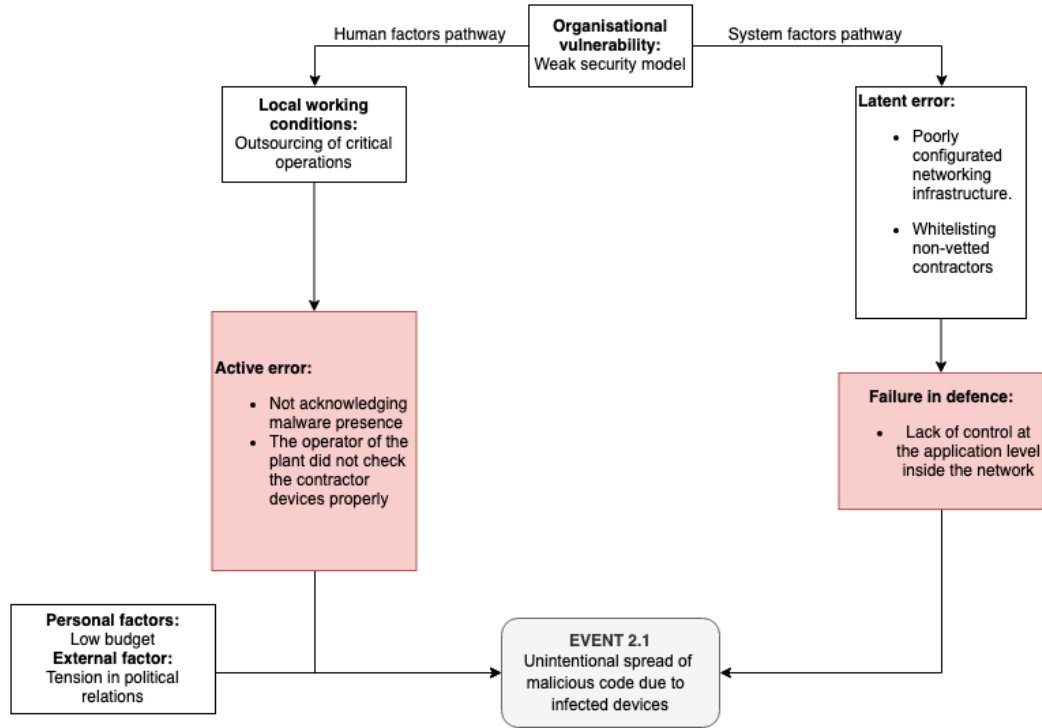 Human factors pathway
Organisational
vulnerability:
Weak security model
System factors pathway
Local working
conditions:
Outsourcing of critical
operations
Latent error:
• Poorly
configurated
networking
infrastructure.
• Whitelisting
non-vetted
contractors
Active error:
• Not acknowledging
malware presence
• The operator of the
plant did not check
the contractor
devices properly
Failure in defence:
• Lack of control at
the application level
inside the network
Personal factors:
Low budget
External factor:
Tension in political
relations
EVENT 2.1
Unintentional spread of
malicious code due to
infected devices